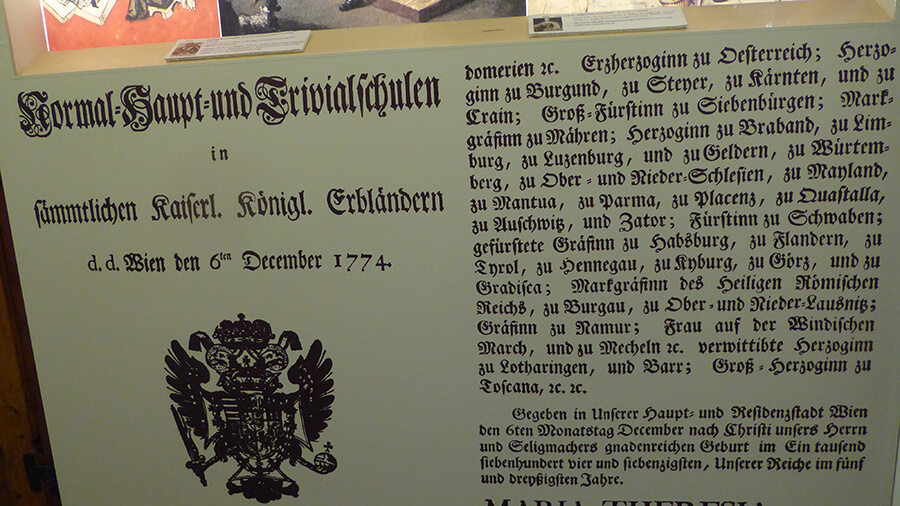 Normal-Haupt-und Trivialschulen
in
sämmtlichen Kaiserl. Königl. Erbländern
d. d. Wien den 6ten December 1774.
domerien ꝛc. Erzherzoginn zu Oesterreich; Herzo-
ginn zu Burgund, zu Steyer, zu Kärnten, und zu
Crain; Groß-Fürstinn zu Siebenbürgen; Mark-
gräfinn zu Mähren; Herzoginn zu Braband, zu Lim-
burg, zu Luzenburg, und zu Geldern, zu Würtem-
berg, zu Ober- und Nieder-Schlesien, zu Mayland,
zu Mantua, zu Parma, zu Placenz, zu Quastalla,
zu Auschwitz, und Zator; Fürstinn zu Schwaben;
gefürstete Gräfinn zu Habsburg, zu Flandern, zu
Tyrol, zu Hennegau, zu Kyburg, zu Görz, und zu
Gradisca; Markgräfinn des Heiligen Römischen
Reichs, zu Burgau, zu Ober-und Nieder-Lausnitz;
Gräfinn zu Namur; Frau auf der Windischen
March, und zu Mecheln ꝛc. verwittibte Herzoginn
zu Lotharingen, und Barr; Groß-Herzoginn zu
Toscana, ꝛc. ꝛc.
Gegeben in Unserer Haupt- und Residenzstadt Wien
den 6ten Monatstag December nach Christi unsers Herrn
und Seligmachers gnadenreichen Geburt im Ein tausend
siebenhundert vier und siebenzigsten, Unserer Reiche im fünf
und dreyßigsten Jahre.
MARIA THERESIA